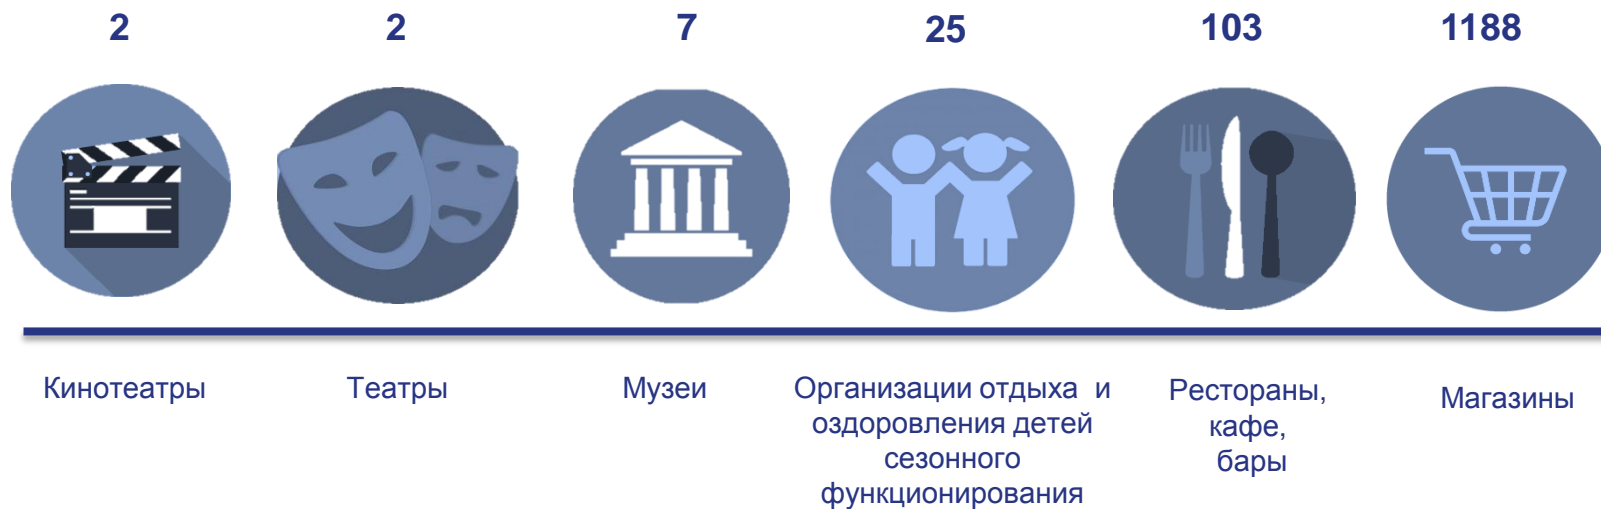 2
2
7
25
103
1188
Кинотеатры
Театры
Музеи
Организации отдыха и
оздоровления детей
сезонного
функционирования
Рестораны,
кафе,
бары
Магазины